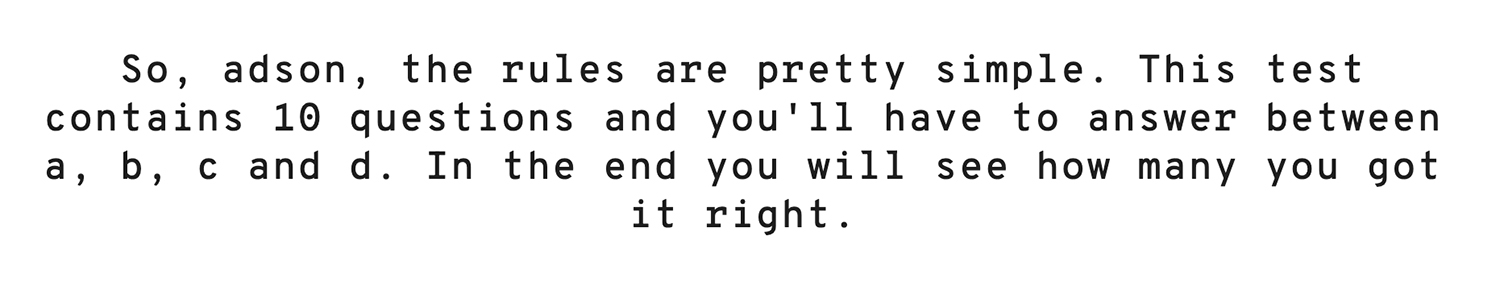 So, adson, the rules are pretty simple. This test
contains 10 questions and you'll have to answer between
a, b, c and d. In the end you will see how many you got
it right.